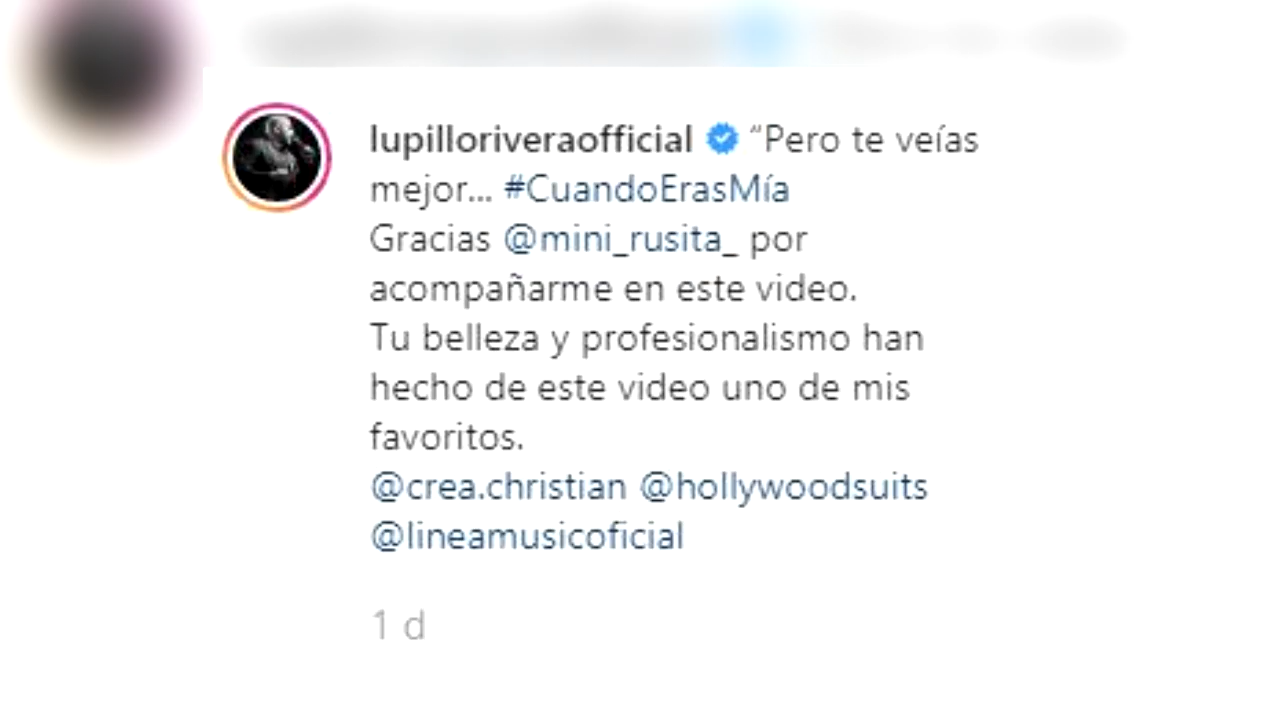 lupilloriveraofficial “Pero te veías
mejor... #CuandoErasMía
Gracias @mini_rusita_ por
acompañarme en este video.
Tu belleza y profesionalismo han
hecho de este video uno de mis
favoritos.
@crea.christian @hollywoodsuits
@lineamusicoficial
1 d